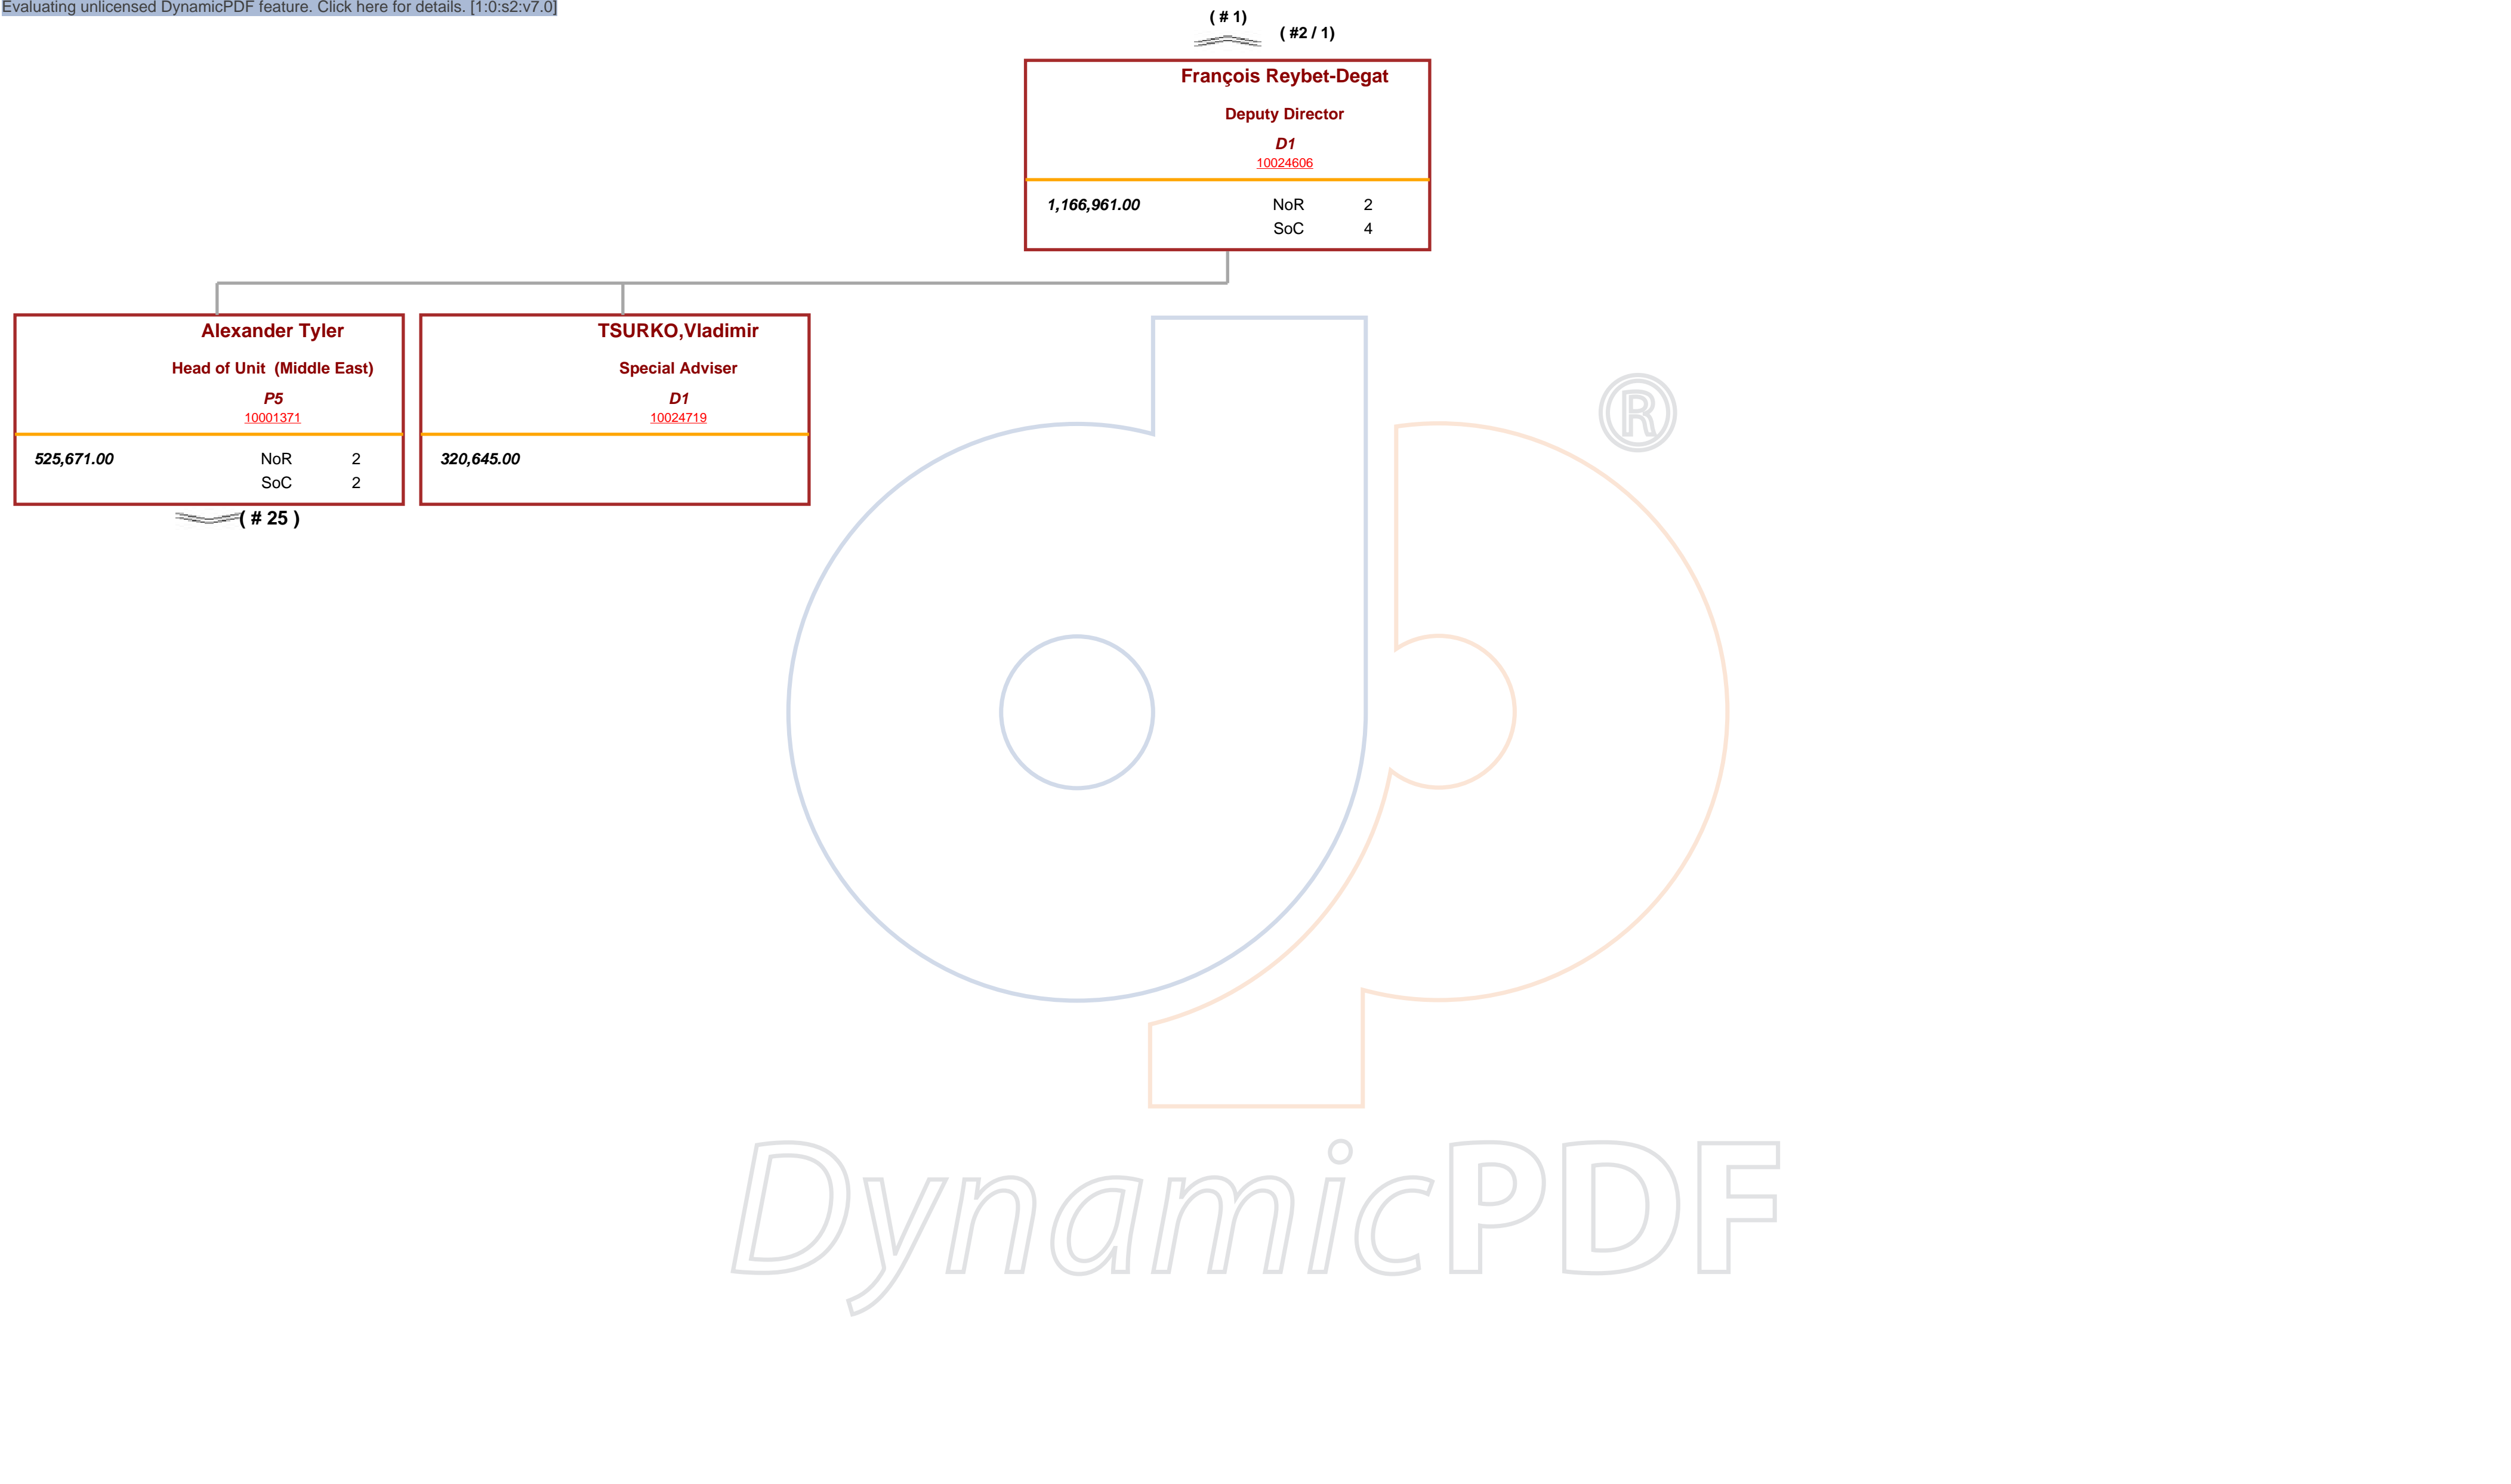 Evaluating unlicensed DynamicPDF feature. Click here for details. [1:0:s2:v7.0]
( # 1)
( #2 / 1)
François Reybet-Degat
Deputy Director
D1
10024606
1,166,961.00 NoR 2
SoC 4
Alexander Tyler
Head of Unit  (Middle East)
P5
10001371
525,671.00 NoR 2
SoC 2
( # 25 )
TSURKO,Vladimir
Special Adviser
D1
10024719
320,645.00
®
DynamicPDF